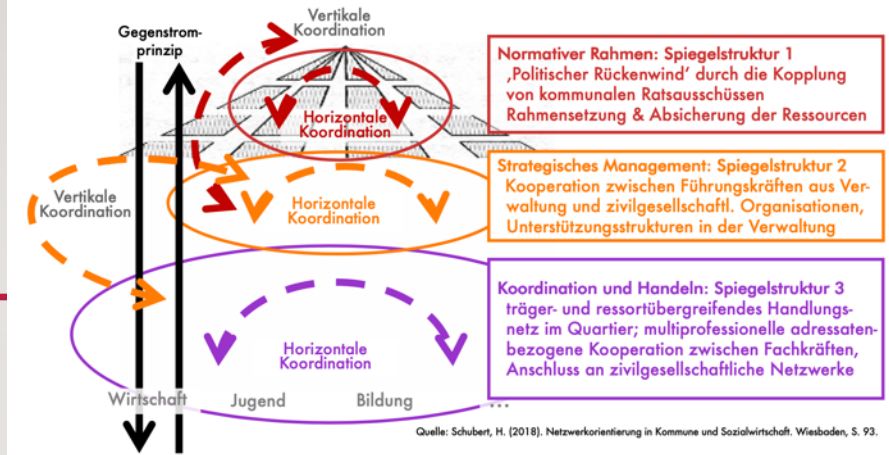 Vertikale
Koordination
Gegenstrom-
prinzip
Horizontale
Koordination
Normativer Rahmen: Spiegelstruktur 1
‚Politischer Rückenwind’ durch die Kopplung
von kommunalen Ratsausschüssen
Rahmensetzung & Absicherung der Ressourcen
Vertikale
Koordination
Horizontale
Koordination
Strategisches Management: Spiegelstruktur 2
Kooperation zwischen Führungskräften aus Ver-
waltung und zivilgesellschaftl. Organisationen,
Unterstützungsstrukturen in der Verwaltung
Horizontale
Koordination
Koordination und Handeln: Spiegelstruktur 3
träger- und ressortübergreifendes Handlungs-
netz im Quartier; multiprofessionelle adressaten-
bezogene Kooperation zwischen Fachkräften,
Anschluss an zivilgesellschaftliche Netzwerke
Wirtschaft Jugend Bildung ...
Quelle: Schubert, H. (2018). Netzwerkorientierung in Kommune und Sozialwirtschaft. Wiesbaden, S. 93.